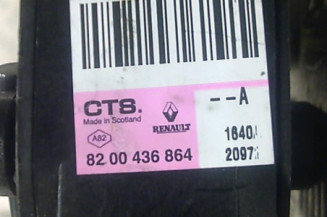 CTS.
Made in Scotland
RENAULT
--A
A82
1640
82 00 436 864
2097